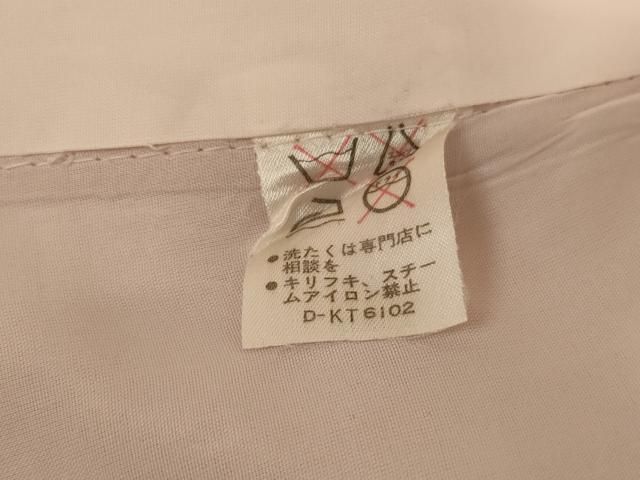 ● 洗たくは専門店に
相談を
● キリフキ、スチー
ムアイロン禁止
D-KT6102